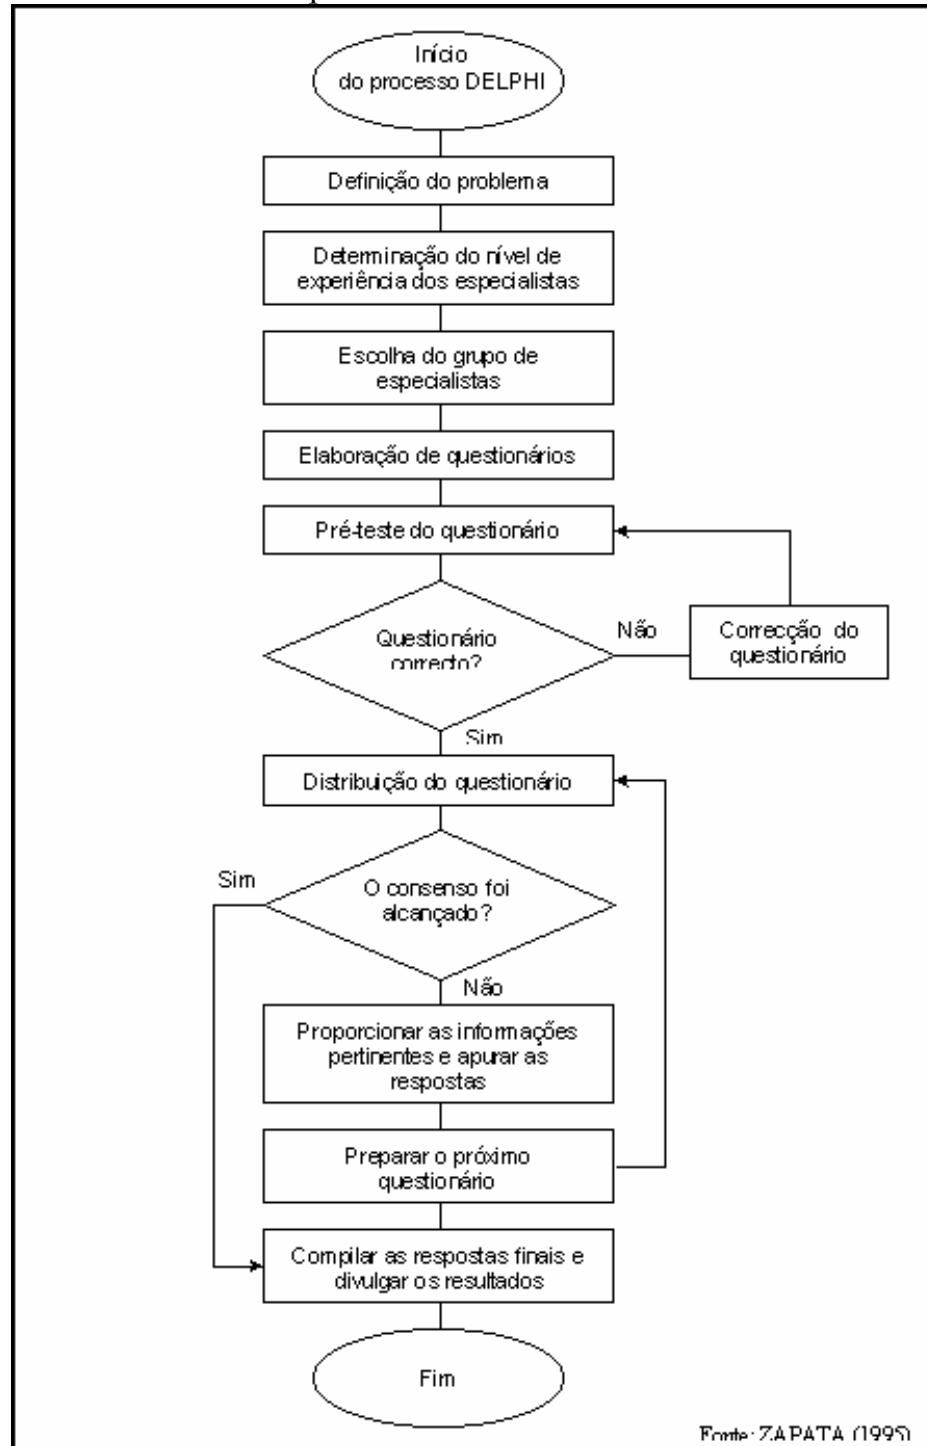 Início
do processo DELPHI
Definição do problema
Determinação do nível de
experiência dos especialistas
Escolha do grupo de
especialistas
Elaboração de questionários
Pré-teste do questionário
Questionário
correcto?
Não
Correcção do
questionário
Sim
Distribuição do questionário
Sim
O consenso foi
alcançado?
Não
Proporcionar as informações
pertinentes e apurar as
respostas
Preparar o próximo
questionário
Compilar as respostas finais e
divulgar os resultados
Fim
Fonte: ZAPATA (1995)